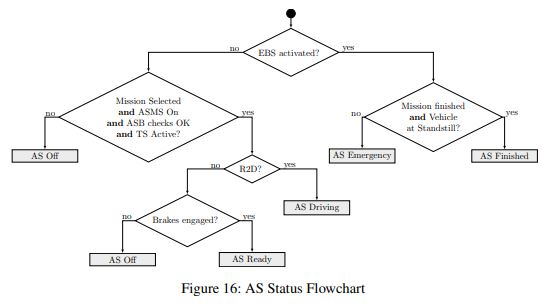 EBS activated?
no
yes
Mission Selected
and ASMS On
and ASB checks OK
and TS Active?
Mission finished
and Vehicle
at Standstill?
no
yes
no
yes
AS Off
R2D?
AS Emergency
AS Finished
no
yes
AS Driving
Brakes engaged?
no
yes
AS Off
AS Ready
Figure 16: AS Status Flowchart